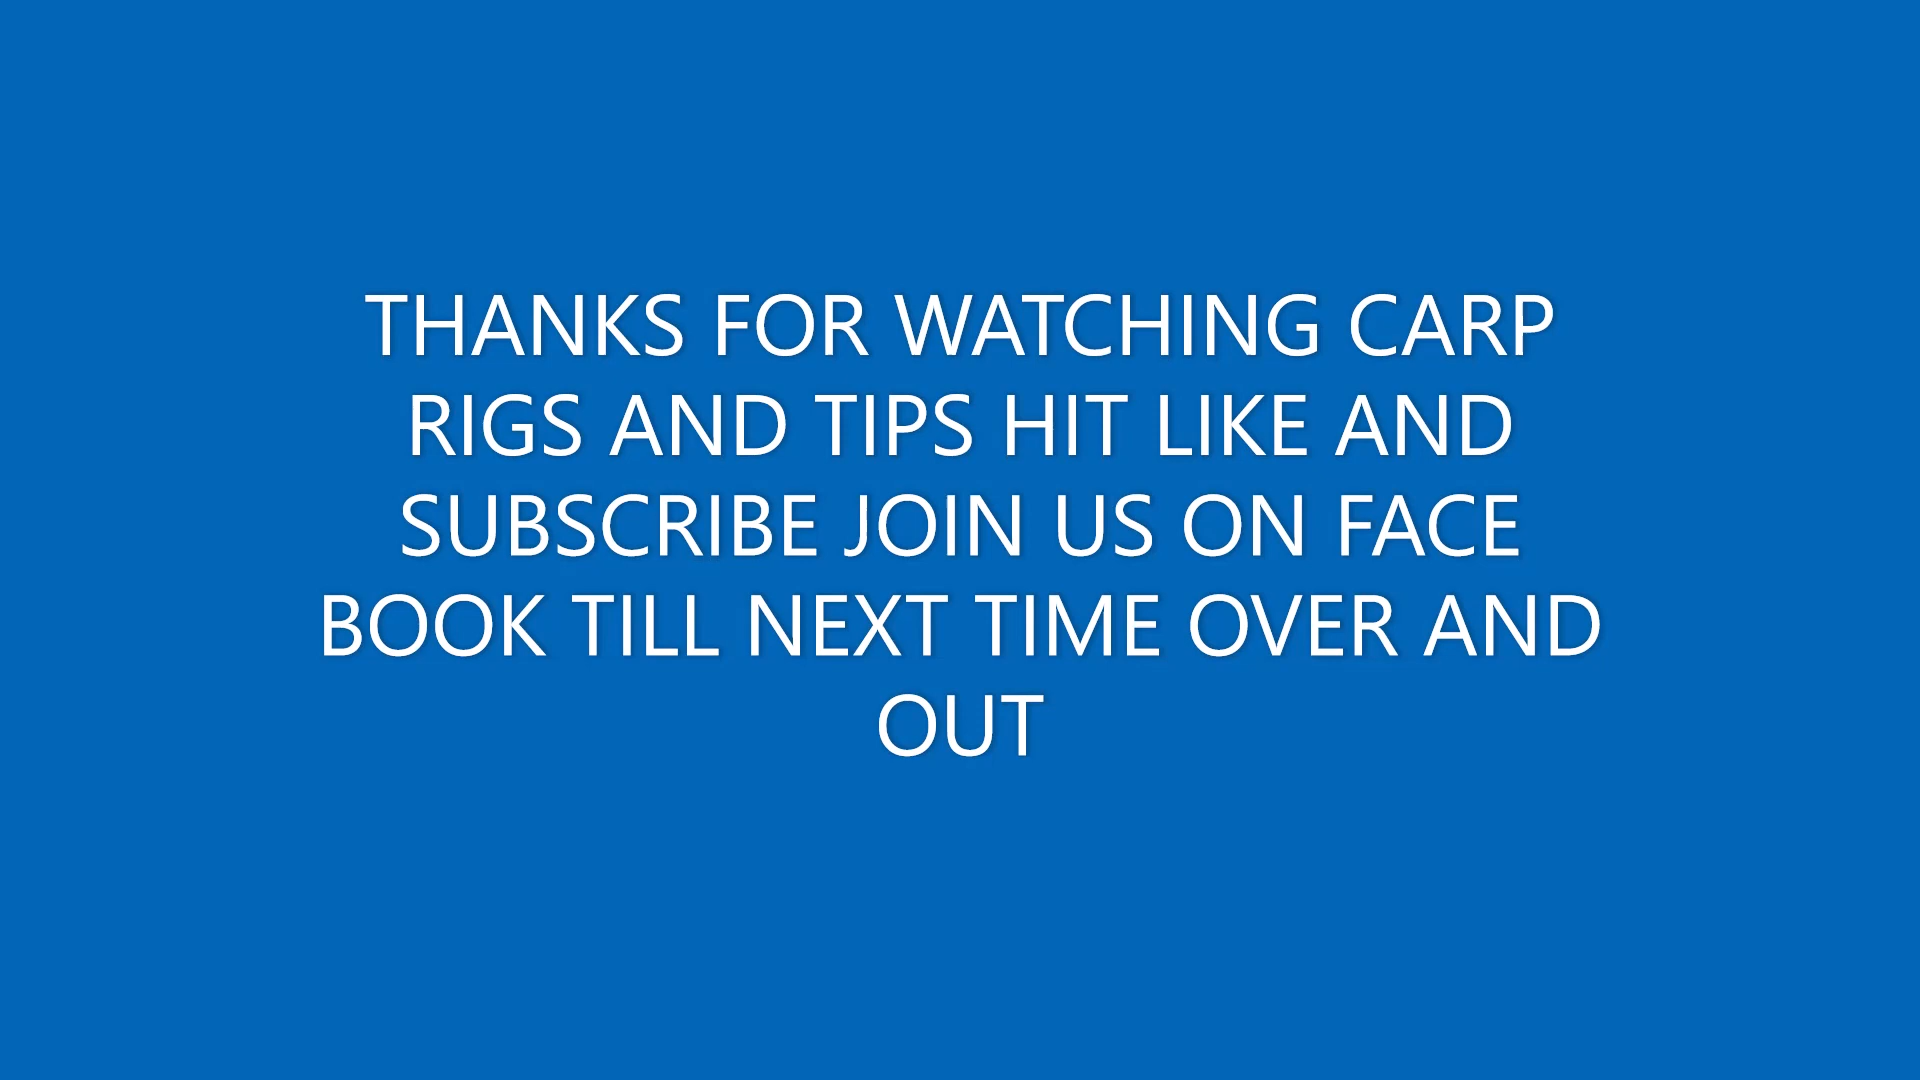 THANKS FOR WATCHING CARP
RIGS AND TIPS HIT LIKE AND
SUBSCRIBE JOIN US ON FACE
BOOK TILL NEXT TIME OVER AND
OUT